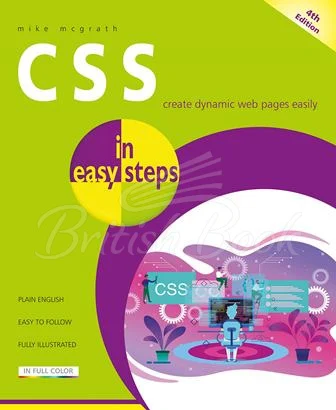 mike mcgrath
4th
Edition
CSS
create dynamic web pages easily
in
easy steps
British Book
CSS
PLAIN ENGLISH
EASY TO FOLLOW
FULLY ILLUSTRATED
IN FULL COLOR